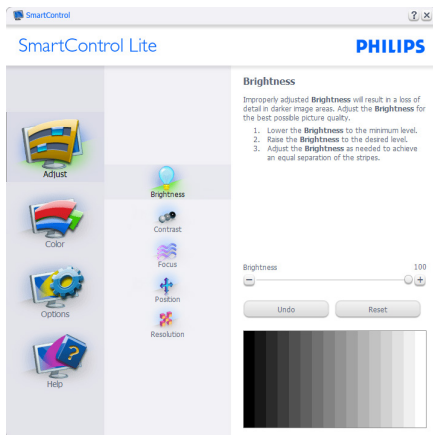 SmartControl
SmartControl Lite
PHILIPS
Adjust
Color
Options
Help
Brightness
Contrast
Focus
Position
Resolution
Brightness
Improperly adjusted Brightness will result in a loss of
detail in darker image areas. Adjust the Brightness for
the best possible picture quality.
1. Lower the Brightness to the minimum level.
2. Raise the Brightness to the desired level.
3. Adjust the Brightness as needed to achieve
an equal separation of the stripes.
Brightness 100
Undo Reset